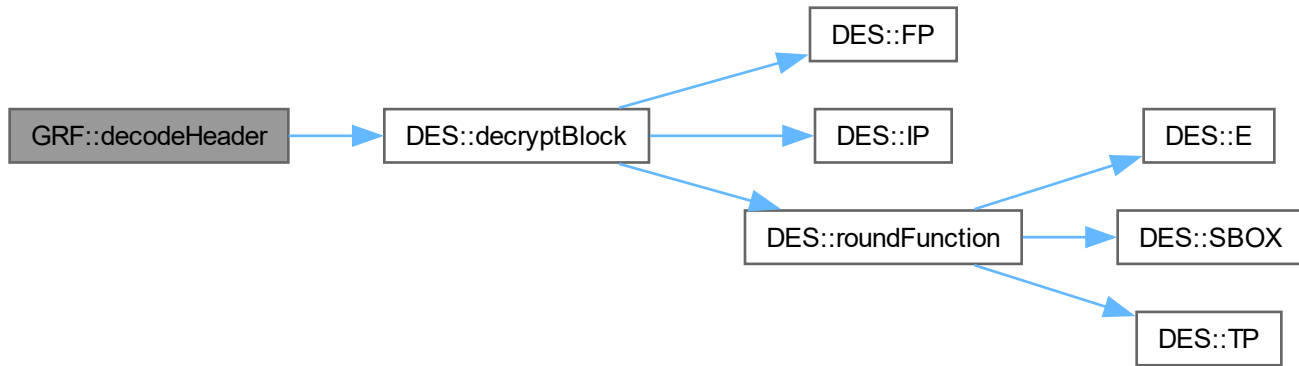 GRF::decodeHeader
DES::decryptBlock
DES::FP
DES::IP
DES::roundFunction
DES::E
DES::SBOX
DES::TP